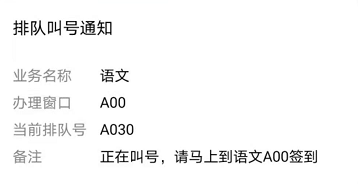 排队叫号通知
业务名称 语文
办理窗口 A00
当前排队号 A030
备注 正在叫号，请马上到语文A00签到